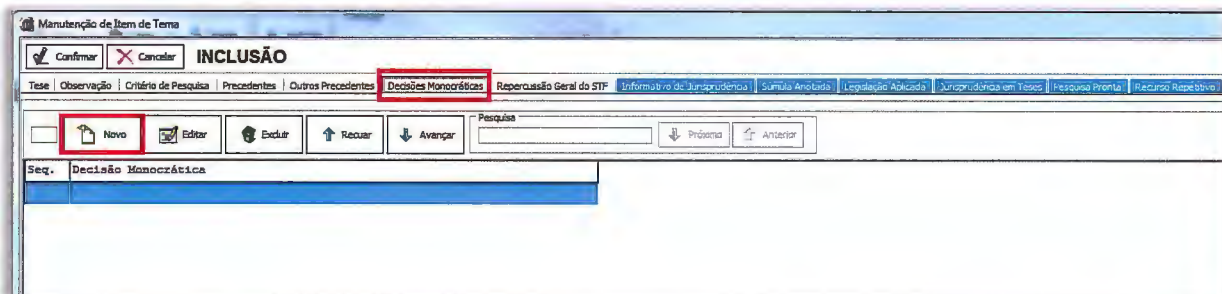 Manutenção de Item de Tema
Confirmar Cancelar INCLUSÃO
Tese Observação Critério de Pesquisa Precedentes Outros Precedentes Decisões Monocráticas Repercussão Geral do STF Informativo de Jurisprudência Súmula Anotada Legislação Aplicada Jurisprudência em Teses Pesquisa Pronta Recurso Repetitivo
Pesquisa
Novo Editar Excluir Recuar Avançar Próxima Anterior
Seq. Decisão Monocrática